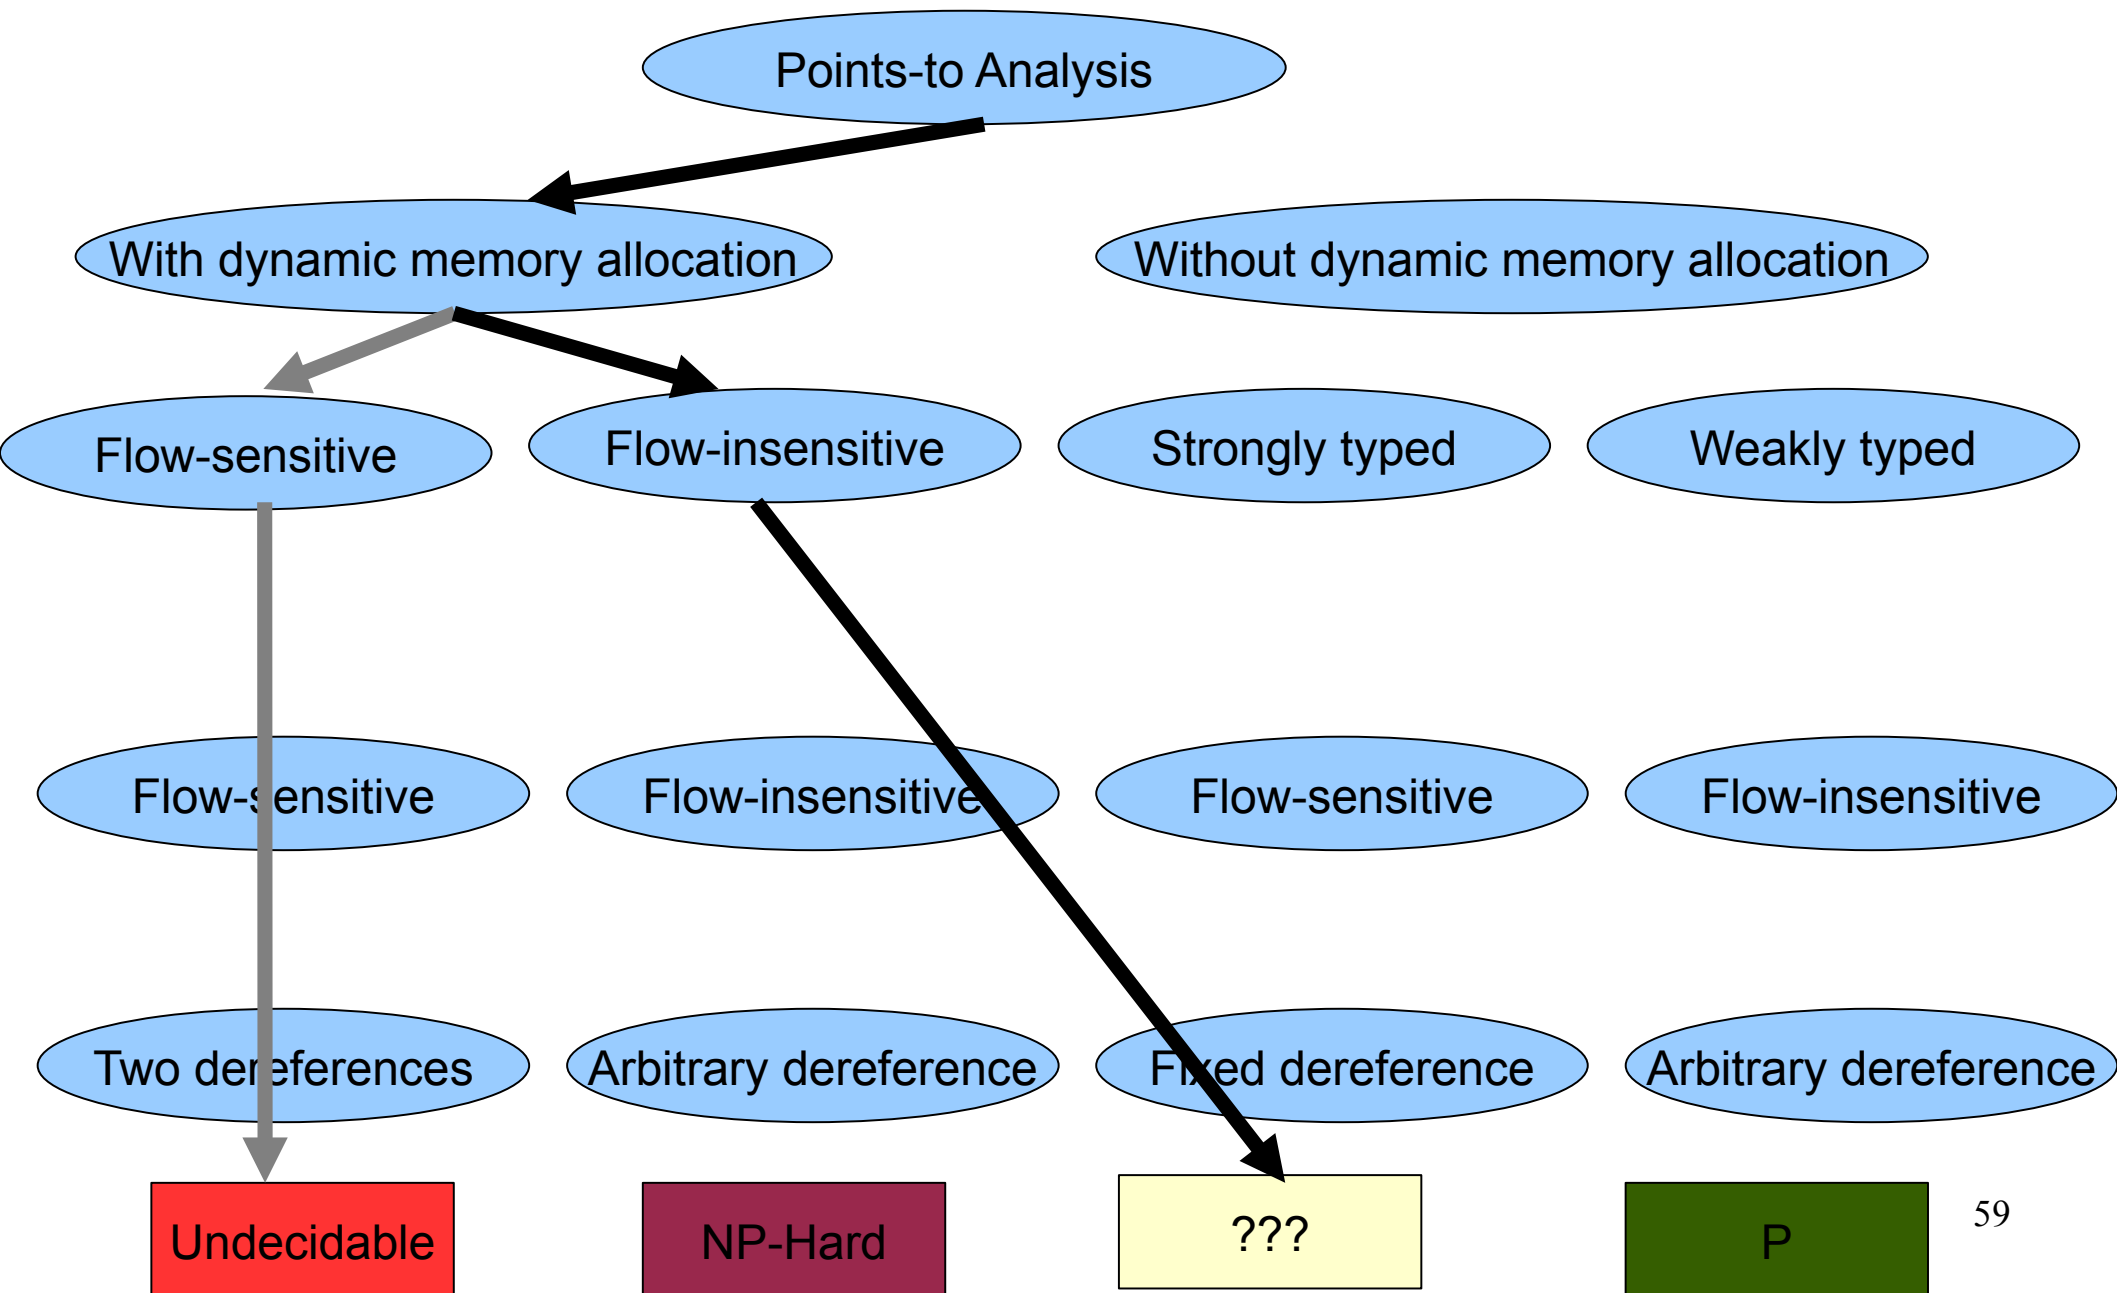 Points-to Analysis
With dynamic memory allocation
Without dynamic memory allocation
Flow-sensitive
Flow-insensitive
Strongly typed
Weakly typed
Flow-sensitive
Flow-insensitive
Flow-sensitive
Flow-insensitive
Two dereferences
Arbitrary dereference
Fixed dereference
Arbitrary dereference
Undecidable
NP-Hard
???
P
59